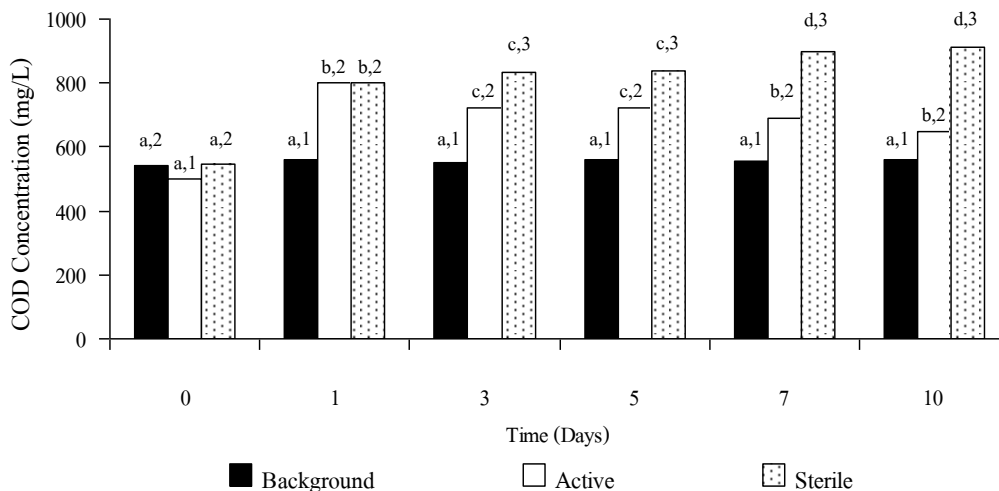 1000
800
600
400
200
0
COD Concentration (mg/L)
a,2 a,1 a,2
a,1 b,2 b,2
a,1 c,2 c,3
a,1 c,2 c,3
a,1 b,2 d,3
a,1 b,2 d,3
0 1 3 5 7 10
Time (Days)
Background Active Sterile